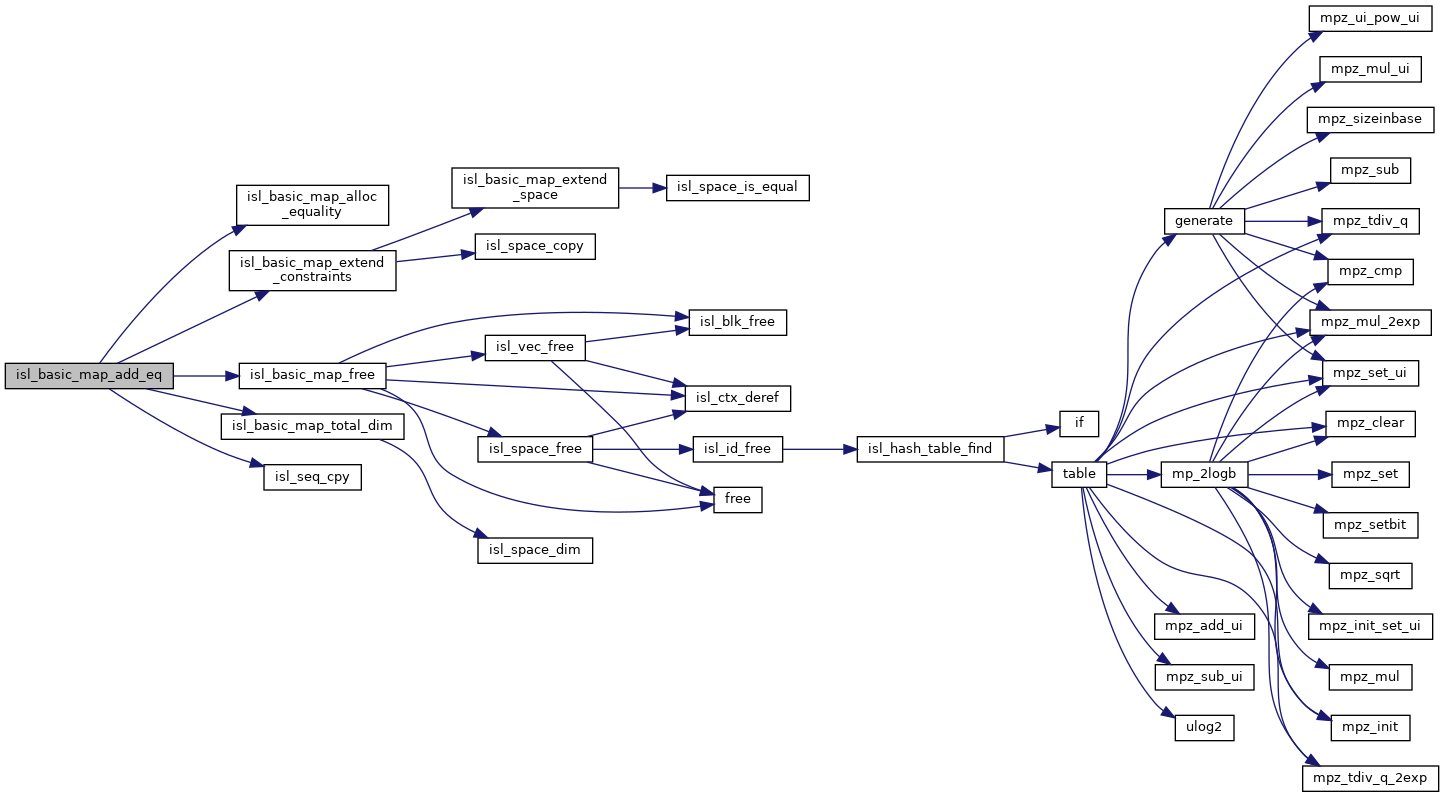 isl_basic_map_add_eq
isl_basic_map_alloc
_equality
isl_basic_map_extend
_constraints
isl_basic_map_free
isl_basic_map_total_dim
isl_seq_cpy
isl_basic_map_extend
_space
isl_space_copy
isl_vec_free
isl_space_free
isl_space_dim
isl_space_is_equal
isl_blk_free
isl_ctx_deref
isl_id_free
free
isl_hash_table_find
if
table
generate
mp_2logb
mpz_add_ui
mpz_sub_ui
ulog2
mpz_ui_pow_ui
mpz_mul_ui
mpz_sizeinbase
mpz_sub
mpz_tdiv_q
mpz_cmp
mpz_mul_2exp
mpz_set_ui
mpz_clear
mpz_set
mpz_setbit
mpz_sqrt
mpz_init_set_ui
mpz_mul
mpz_init
mpz_tdiv_q_2exp